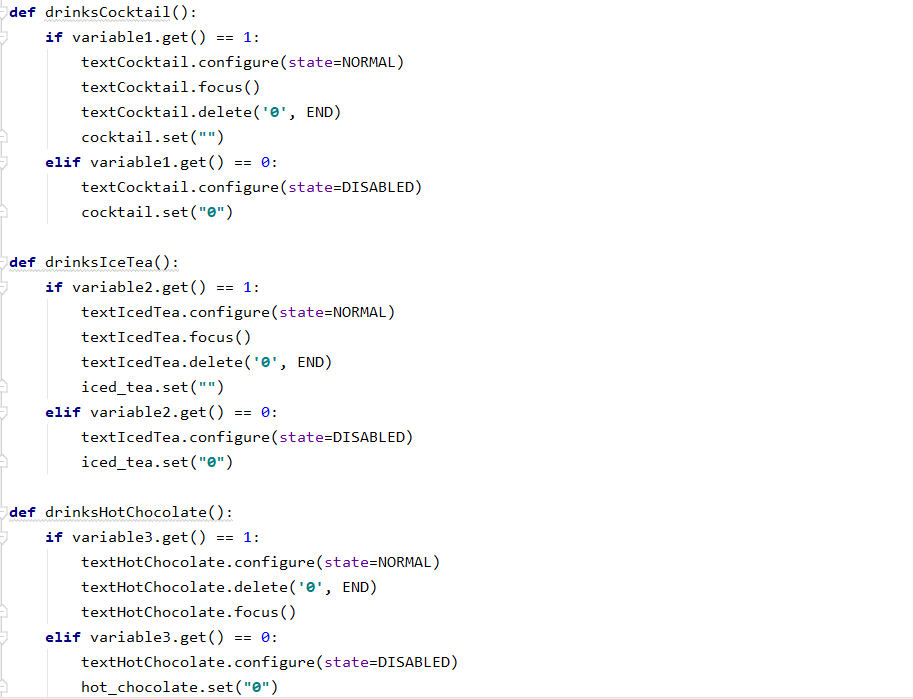 def drinksCocktail():
    if variable1.get() == 1:
        textCocktail.configure(state=NORMAL)
        textCocktail.focus()
        textCocktail.delete('0', END)
        cocktail.set("")
    elif variable1.get() == 0:
        textCocktail.configure(state=DISABLED)
        cocktail.set("0")

def drinksIceTea():
    if variable2.get() == 1:
        textIcedTea.configure(state=NORMAL)
        textIcedTea.focus()
        textIcedTea.delete('0', END)
        iced_tea.set("")
    elif variable2.get() == 0:
        textIcedTea.configure(state=DISABLED)
        iced_tea.set("0")

def drinksHotChocolate():
    if variable3.get() == 1:
        textHotChocolate.configure(state=NORMAL)
        textHotChocolate.delete('0', END)
        textHotChocolate.focus()
    elif variable3.get() == 0:
        textHotChocolate.configure(state=DISABLED)
        hot_chocolate.set("0")